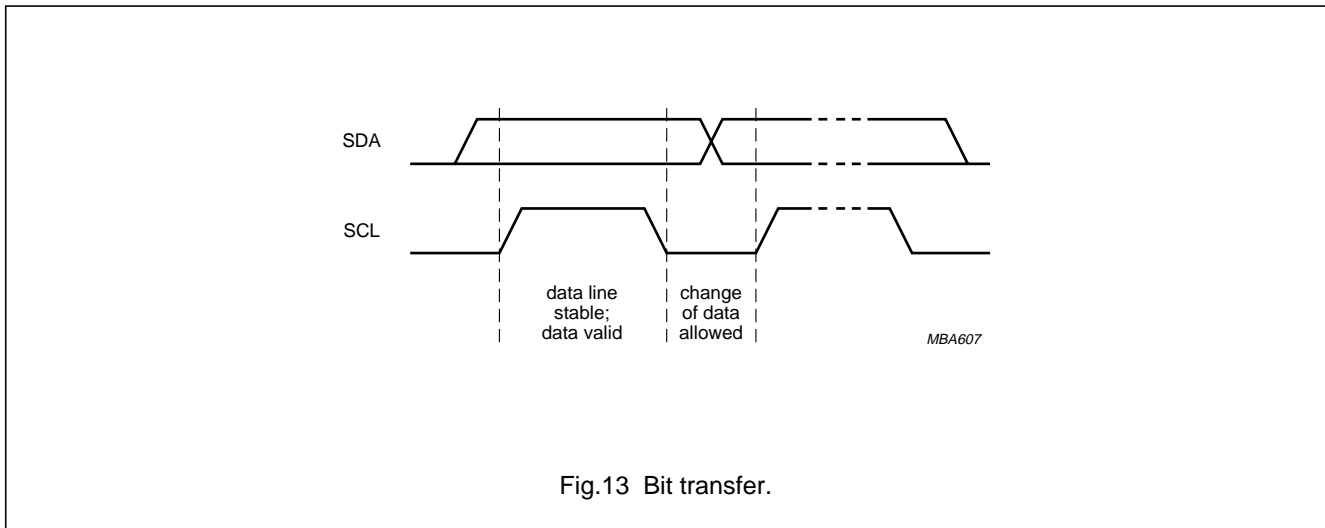 SDA
SCL
data line
stable;
data valid
change
of data
allowed
MBA607
Fig.13 Bit transfer.